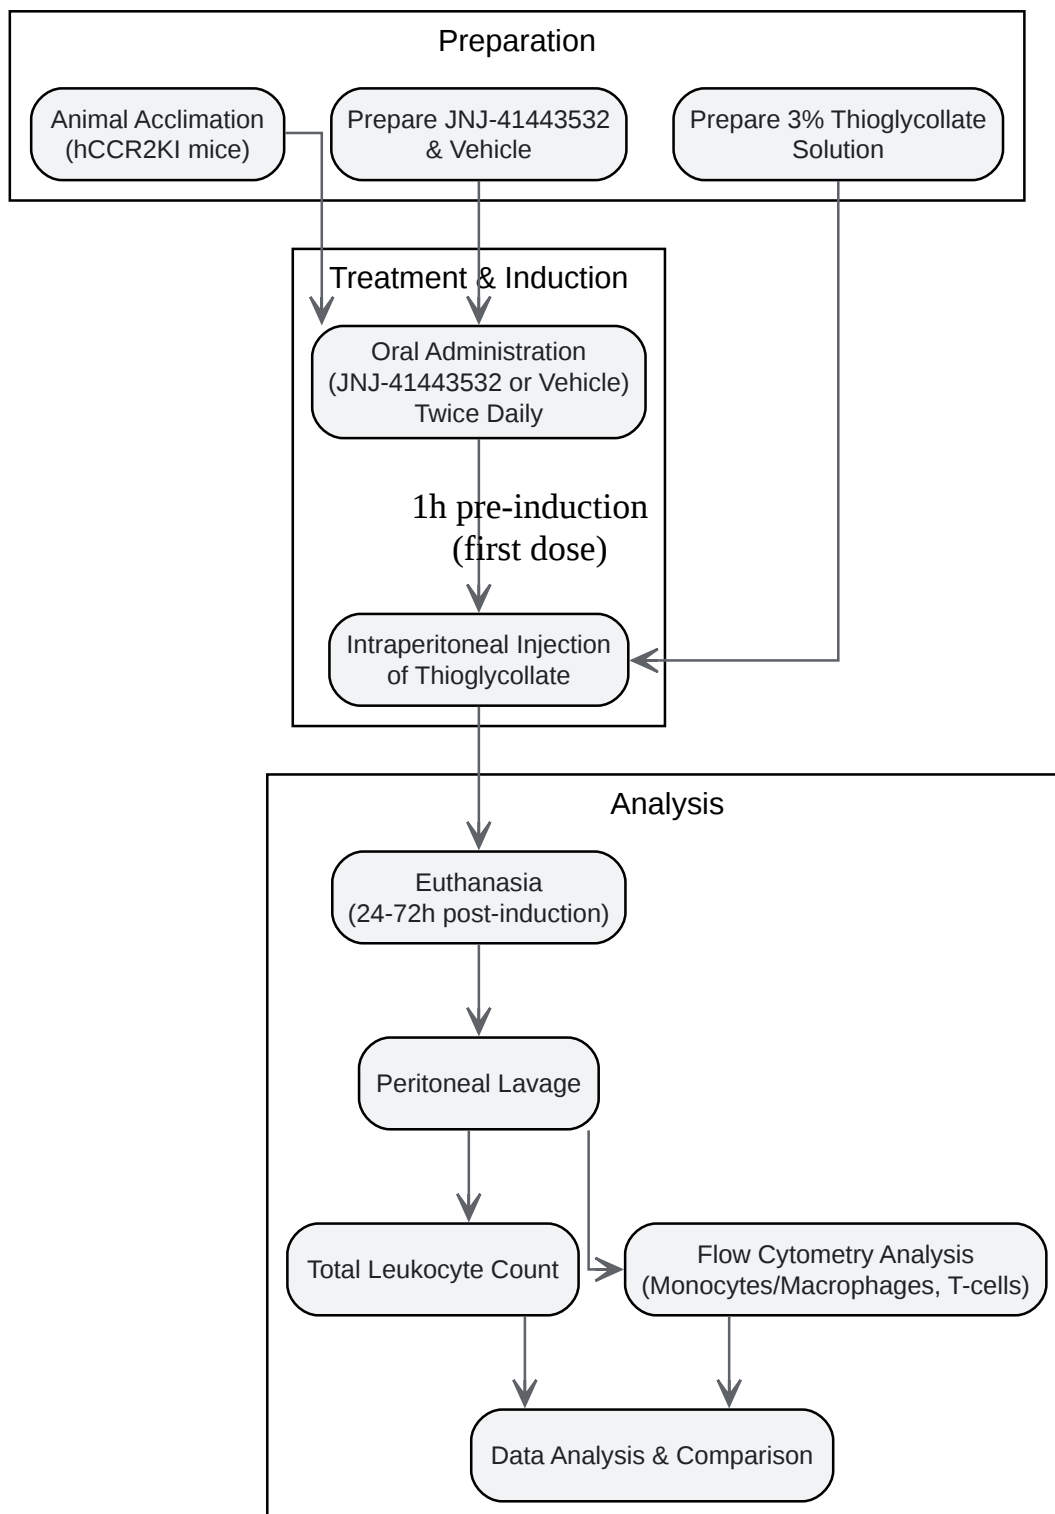 Preparation
Animal Acclimation
(hCCR2KI mice)
Prepare JNJ-41443532
& Vehicle
Prepare 3% Thioglycollate
Solution
Treatment & Induction
Oral Administration
(JNJ-41443532 or Vehicle)
Twice Daily
1h pre-induction
(first dose)
Intraperitoneal Injection
of Thioglycollate
Analysis
Euthanasia
(24-72h post-induction)
Peritoneal Lavage
Total Leukocyte Count
Flow Cytometry Analysis
(Monocytes/Macrophages, T-cells)
Data Analysis & Comparison